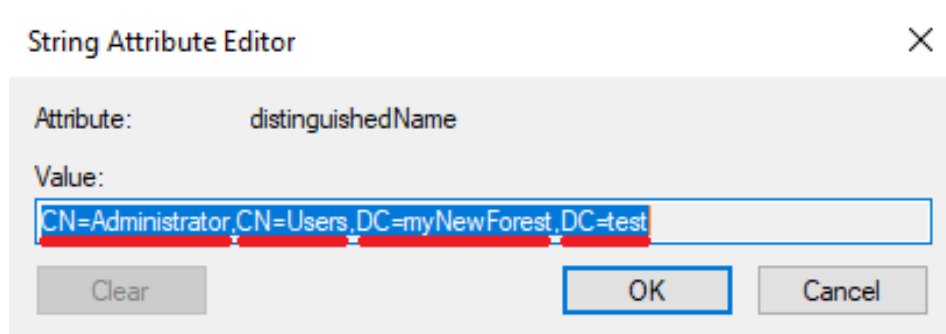 String Attribute Editor
Attribute: distinguishedName
Value:
CN=Administrator,CN=Users,DC=myNewForest,DC=test
Clear OK Cancel